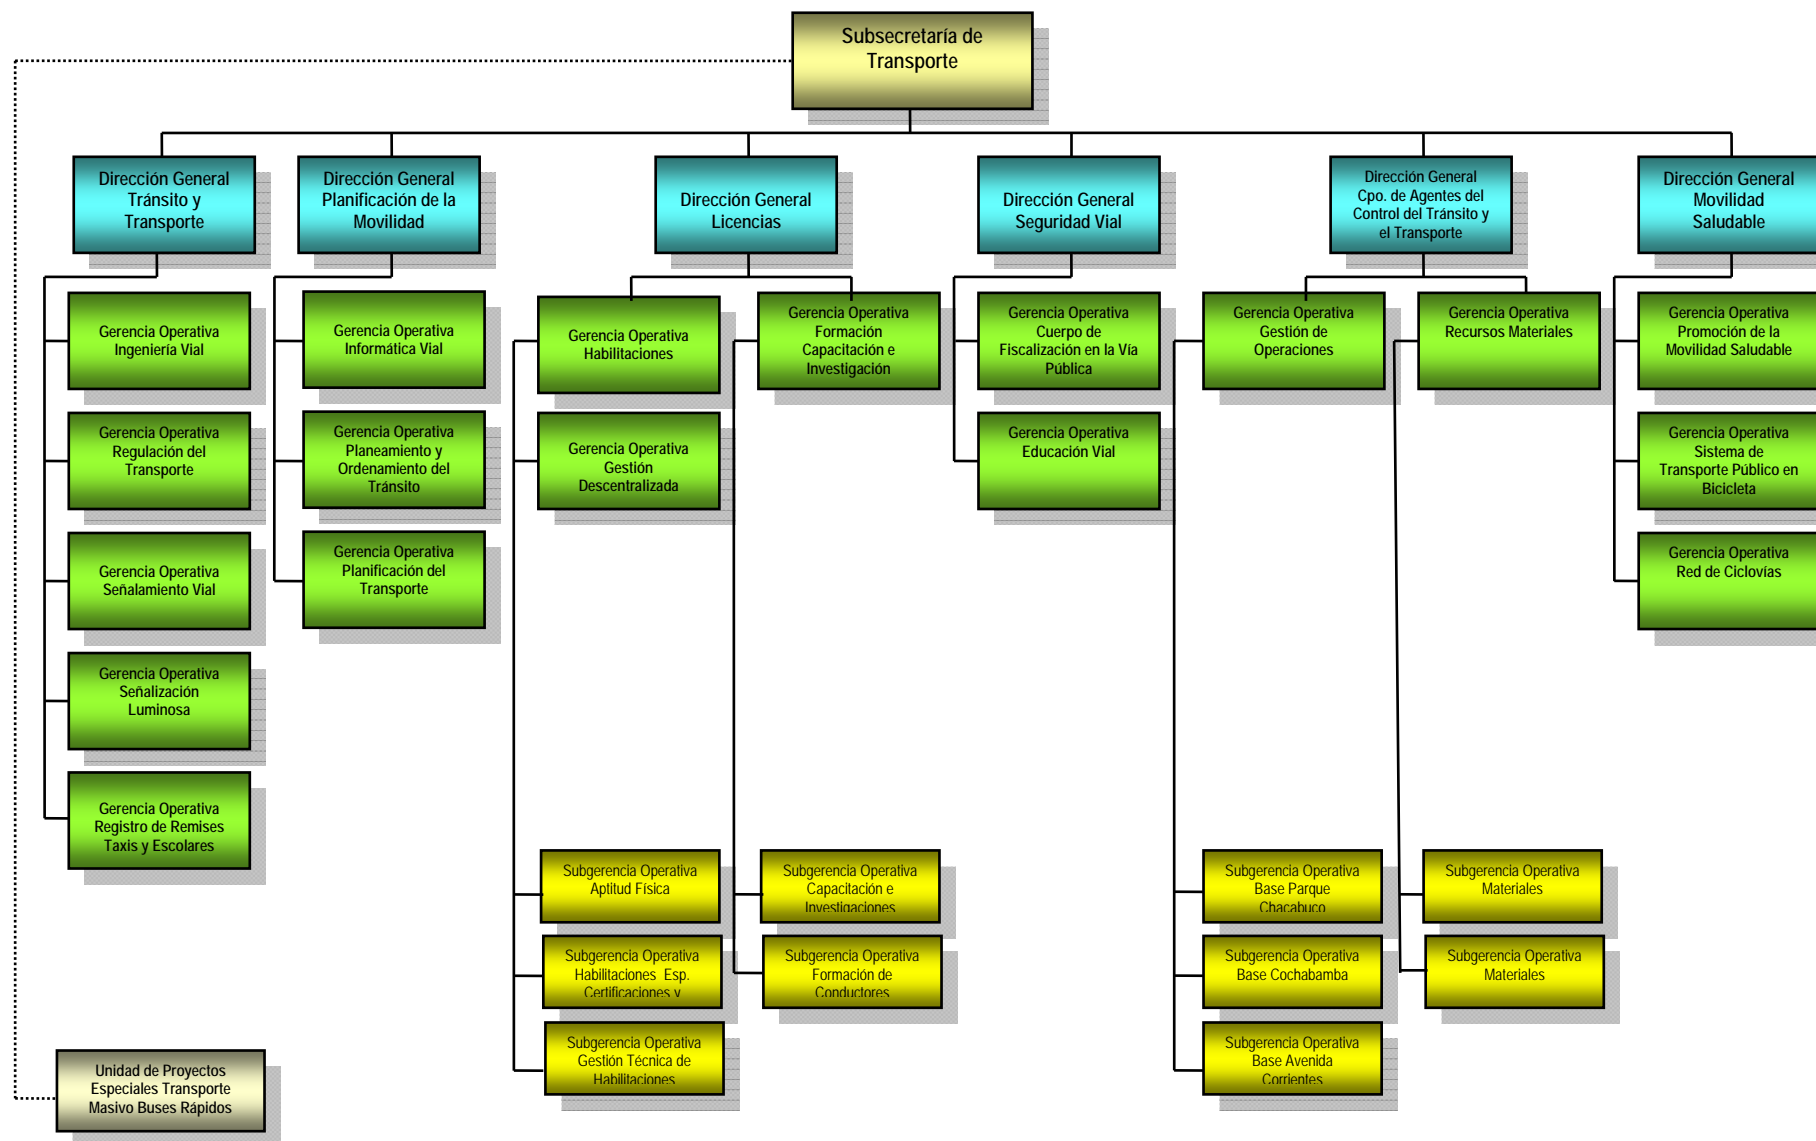 Subsecretaría de
Transporte
Dirección General
Tránsito y
Transporte
Dirección General
Planificación de la
Movilidad
Dirección General
Licencias
Dirección General
Seguridad Vial
Dirección General
Cpo. de Agentes del
Control del Tránsito y
el Transporte
Dirección General
Movilidad
Saludable
Gerencia Operativa
Ingeniería Vial
Gerencia Operativa
Regulación del
Transporte
Gerencia Operativa
Señalamiento Vial
Gerencia Operativa
Señalización
Luminosa
Gerencia Operativa
Registro de Remises
Taxis y Escolares
Gerencia Operativa
Informática Vial
Gerencia Operativa
Planeamiento y
Ordenamiento del
Tránsito
Gerencia Operativa
Planificación del
Transporte
Gerencia Operativa
Habilitaciones
Gerencia Operativa
Gestión
Descentralizada
Gerencia Operativa
Formación
Capacitación e
Investigación
Gerencia Operativa
Cuerpo de
Fiscalización en la Vía
Pública
Gerencia Operativa
Educación Vial
Gerencia Operativa
Gestión de
Operaciones
Gerencia Operativa
Recursos Materiales
Gerencia Operativa
Promoción de la
Movilidad Saludable
Gerencia Operativa
Sistema de
Transporte Público en
Bicicleta
Gerencia Operativa
Red de Ciclovías
Subgerencia Operativa
Aptitud Física
Subgerencia Operativa
Habilitaciones Esp.
Certificaciones y
Subgerencia Operativa
Gestión Técnica de
Habilitaciones
Subgerencia Operativa
Capacitación e
Investigaciones
Subgerencia Operativa
Formación de
Conductores
Subgerencia Operativa
Base Parque
Chacabuco
Subgerencia Operativa
Base Cochabamba
Subgerencia Operativa
Base Avenida
Corrientes
Subgerencia Operativa
Materiales
Subgerencia Operativa
Materiales
Unidad de Proyectos
Especiales Transporte
Masivo Buses Rápidos